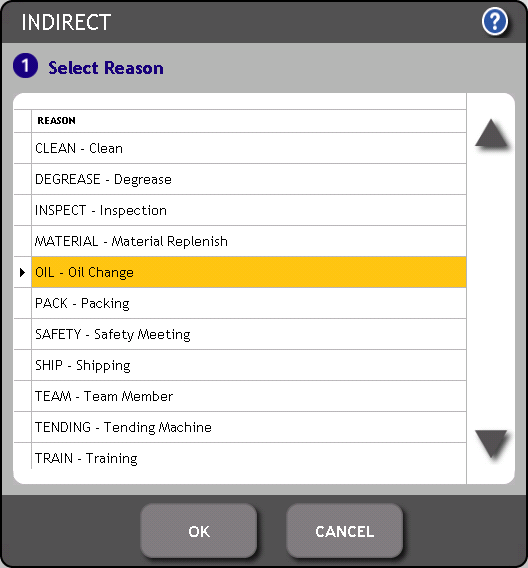 INDIRECT
?
1 Select Reason
REASON
CLEAN - Clean
DEGREASE - Degrease
INSPECT - Inspection
MATERIAL - Material Replenish
OIL - Oil Change
PACK - Packing
SAFETY - Safety Meeting
SHIP - Shipping
TEAM - Team Member
TENDING - Tending Machine
TRAIN - Training
OK
CANCEL